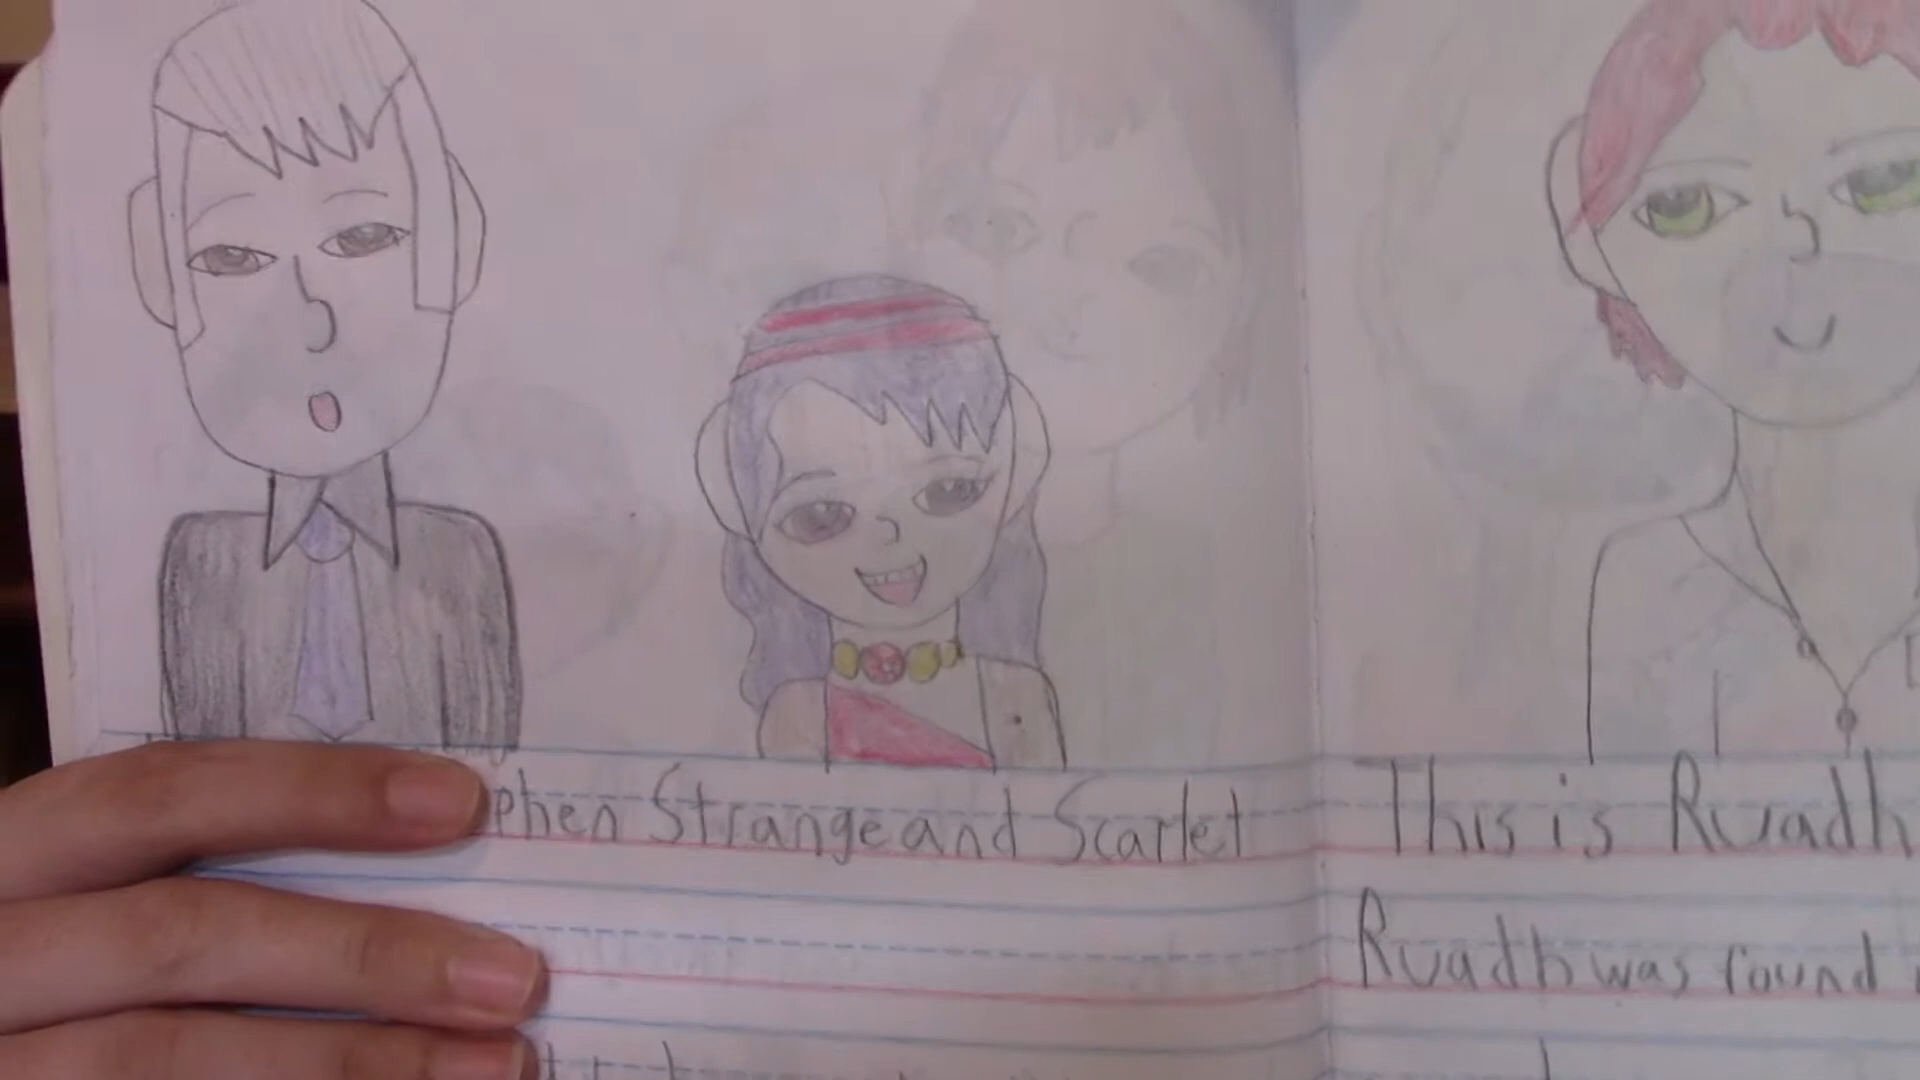 phen Strange and Scarlet
This is Ruadh
Ruadh was found